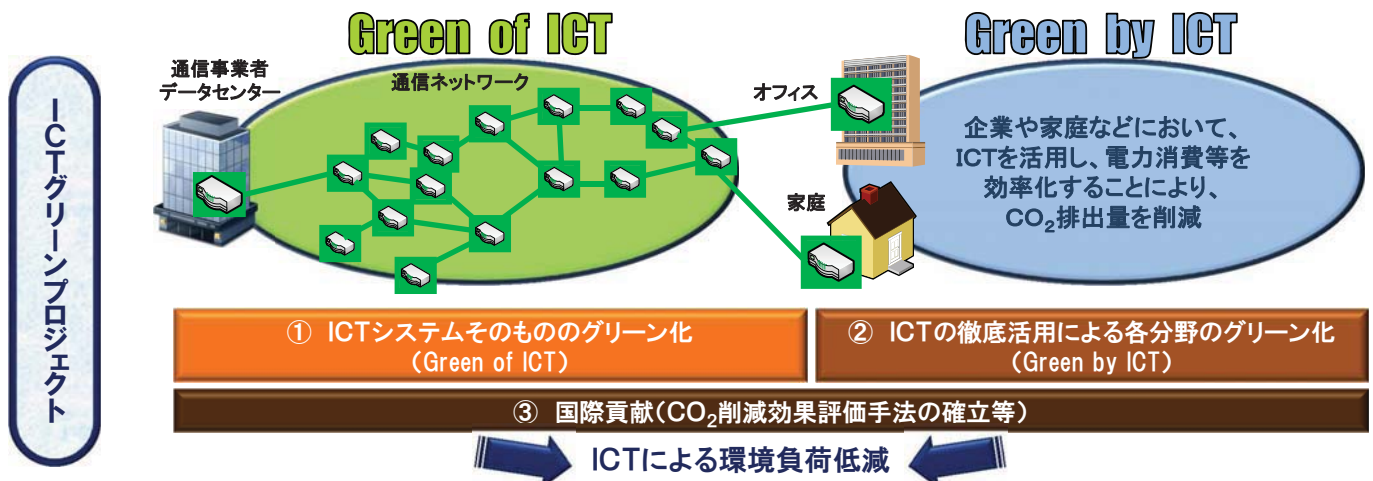 Green of ICT
Green by ICT
ICTグリーンプロジェクト
通信事業者
データセンター
通信ネットワーク
オフィス
家庭
企業や家庭などにおいて、
ICTを活用し、電力消費等を
効率化することにより、
CO₂排出量を削減
① ICTシステムそのもののグリーン化
(Green of ICT)
② ICTの徹底活用による各分野のグリーン化
(Green by ICT)
③ 国際貢献(CO₂削減効果評価手法の確立等)
ICTによる環境負荷低減